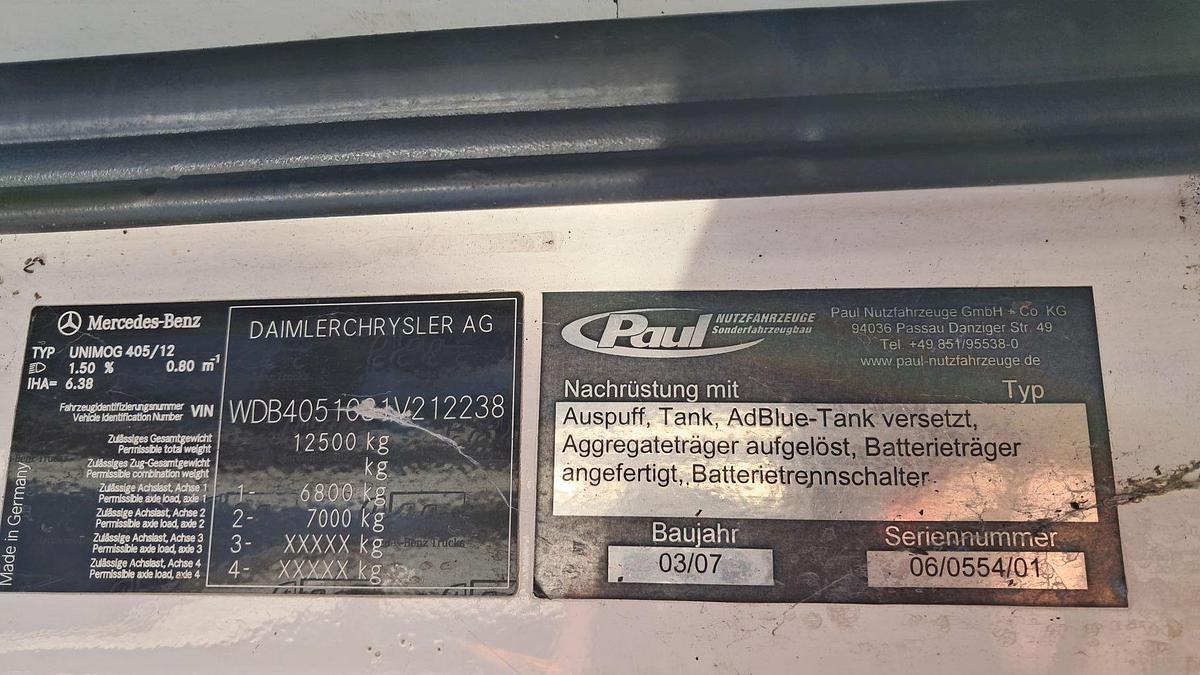 Mercedes-Benz
TYP UNIMOG 405/12
1.50 % 0.80 m⁻¹
IHA= 6.38
Fahrzeugidentifizierungsnummer
Vehicle Identification Number VIN
Zulässiges Gesamtgewicht
Permissible total weight
Zulässiges Zug-Gesamtgewicht
Permissible combination weight
Zulässige Achslast, Achse 1
Permissible axle load, axle 1
Zulässige Achslast, Achse 2
Permissible axle load, axle 2
Zulässige Achslast, Achse 3
Permissible axle load, axle 3
Zulässige Achslast, Achse 4
Permissible axle load, axle 4
Made in Germany
DAIMLERCHRYSLER AG
12500 kg
kg
1- 6800 kg
2- 7000 kg
3- XXXXX kg
4- XXXXX kg
Paul NUTZFAHRZEUGE
Sonderfahrzeugbau
Paul Nutzfahrzeuge GmbH + Co KG
94036 Passau Danziger Str. 49
Tel. +49 851/95538-0
www.paul-nutzfahrzeuge.de
Nachrüstung mit Typ
Auspuff, Tank, AdBlue-Tank versetzt,
Aggregateträger aufgelöst, Batterieträger
angefertigt, Batterietrennschalter
Baujahr Seriennummer
03/07 06/0554/01